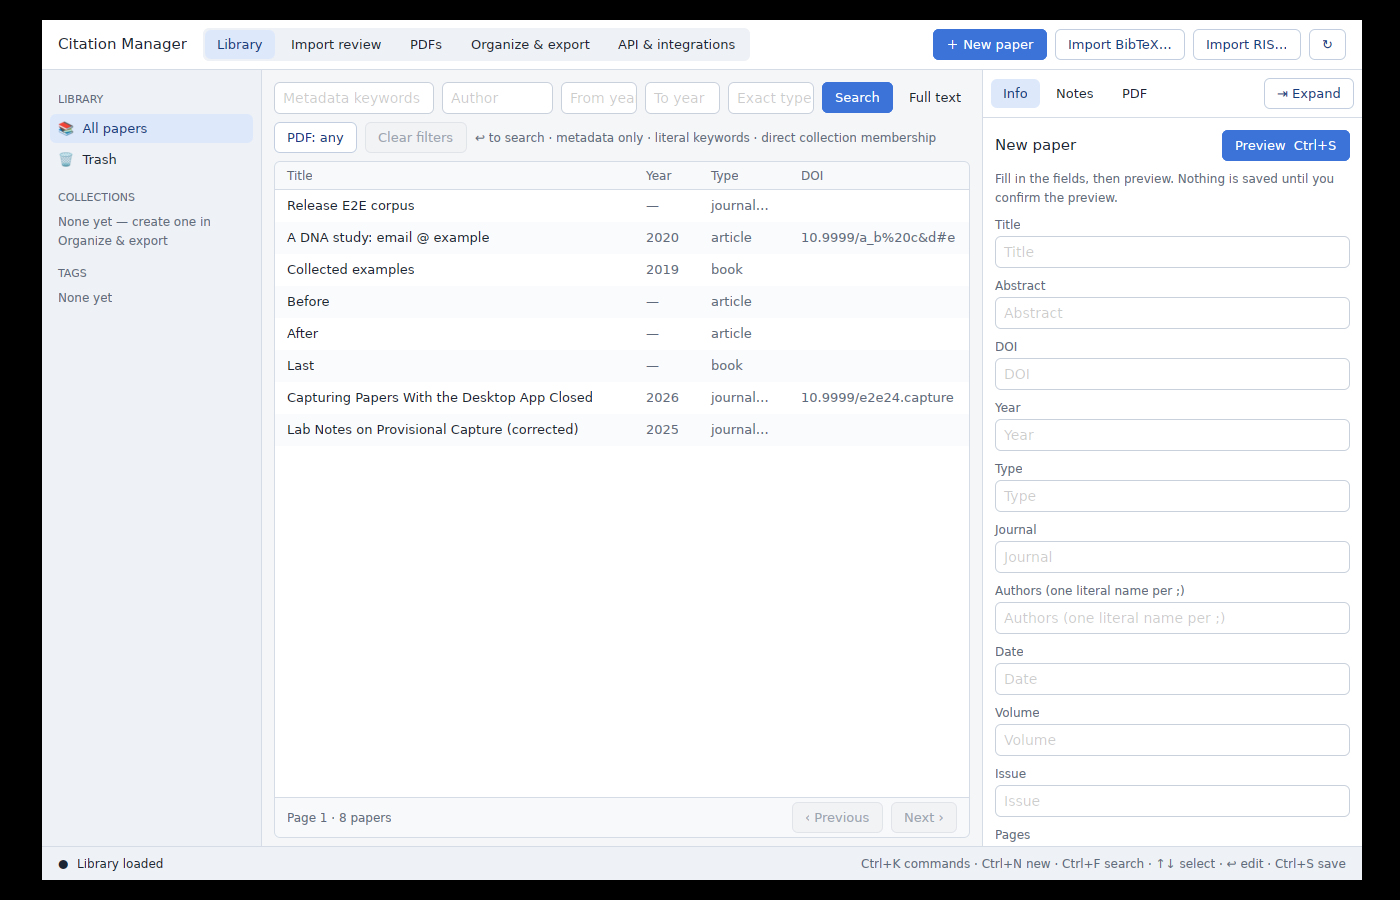 Citation Manager
Library
Import review
PDFs
Organize & export
API & integrations
+ New paper
Import BibTeX…
Import RIS…
↻
LIBRARY
📚 All papers
🗑️ Trash
COLLECTIONS
None yet — create one in
Organize & export
TAGS
None yet
Metadata keywords
Author
From yea
To year
Exact type
Search
Full text
PDF: any
Clear filters
↩ to search · metadata only · literal keywords · direct collection membership
Title Year Type DOI
Release E2E corpus — journal…
A DNA study: email @ example 2020 article 10.9999/a_b%20c&d#e
Collected examples 2019 book
Before — article
After — article
Last — book
Capturing Papers With the Desktop App Closed 2026 journal… 10.9999/e2e24.capture
Lab Notes on Provisional Capture (corrected) 2025 journal…
Page 1 · 8 papers
‹ Previous
Next ›
Info
Notes
PDF
⇥ Expand
New paper
Preview Ctrl+S
Fill in the fields, then preview. Nothing is saved until you
confirm the preview.
Title
Title
Abstract
Abstract
DOI
DOI
Year
Year
Type
Type
Journal
Journal
Authors (one literal name per ;)
Authors (one literal name per ;)
Date
Date
Volume
Volume
Issue
Issue
Pages
● Library loaded
Ctrl+K commands · Ctrl+N new · Ctrl+F search · ↑↓ select · ↩ edit · Ctrl+S save